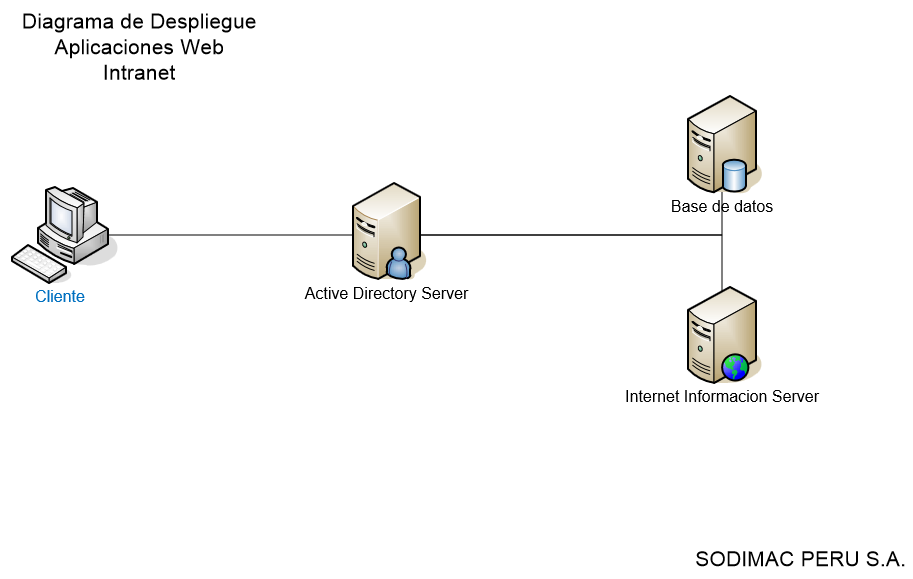 Diagrama de Despliegue
Aplicaciones Web
Intranet
Base de datos
Cliente
Active Directory Server
Internet Informacion Server
SODIMAC PERU S.A.